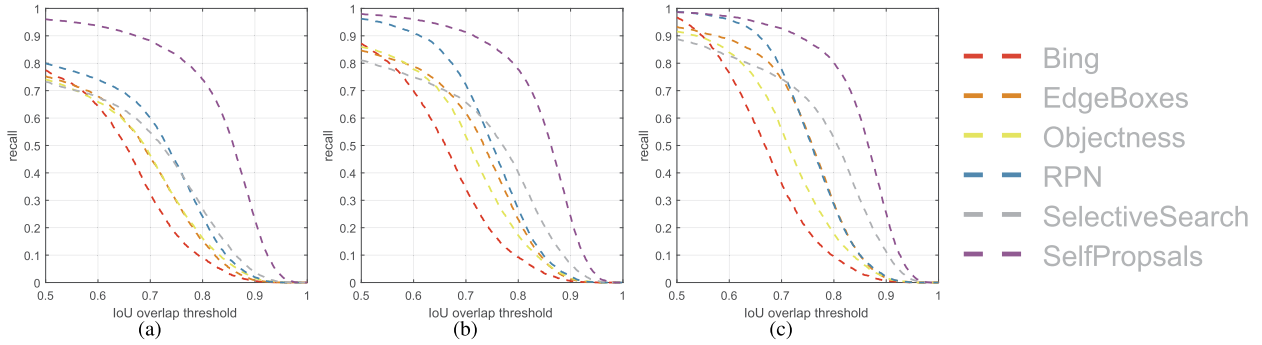 1
0.9
0.8
0.7
0.6
0.5
0.4
0.3
0.2
0.1
0
recall
0.5 0.6 0.7 0.8 0.9 1
IoU overlap threshold
(a)
1
0.9
0.8
0.7
0.6
0.5
0.4
0.3
0.2
0.1
0
recall
0.5 0.6 0.7 0.8 0.9 1
IoU overlap threshold
(b)
1
0.9
0.8
0.7
0.6
0.5
0.4
0.3
0.2
0.1
0
recall
0.5 0.6 0.7 0.8 0.9 1
IoU overlap threshold
(c)
Bing
EdgeBoxes
Objectness
RPN
SelectiveSearch
SelfPropsals